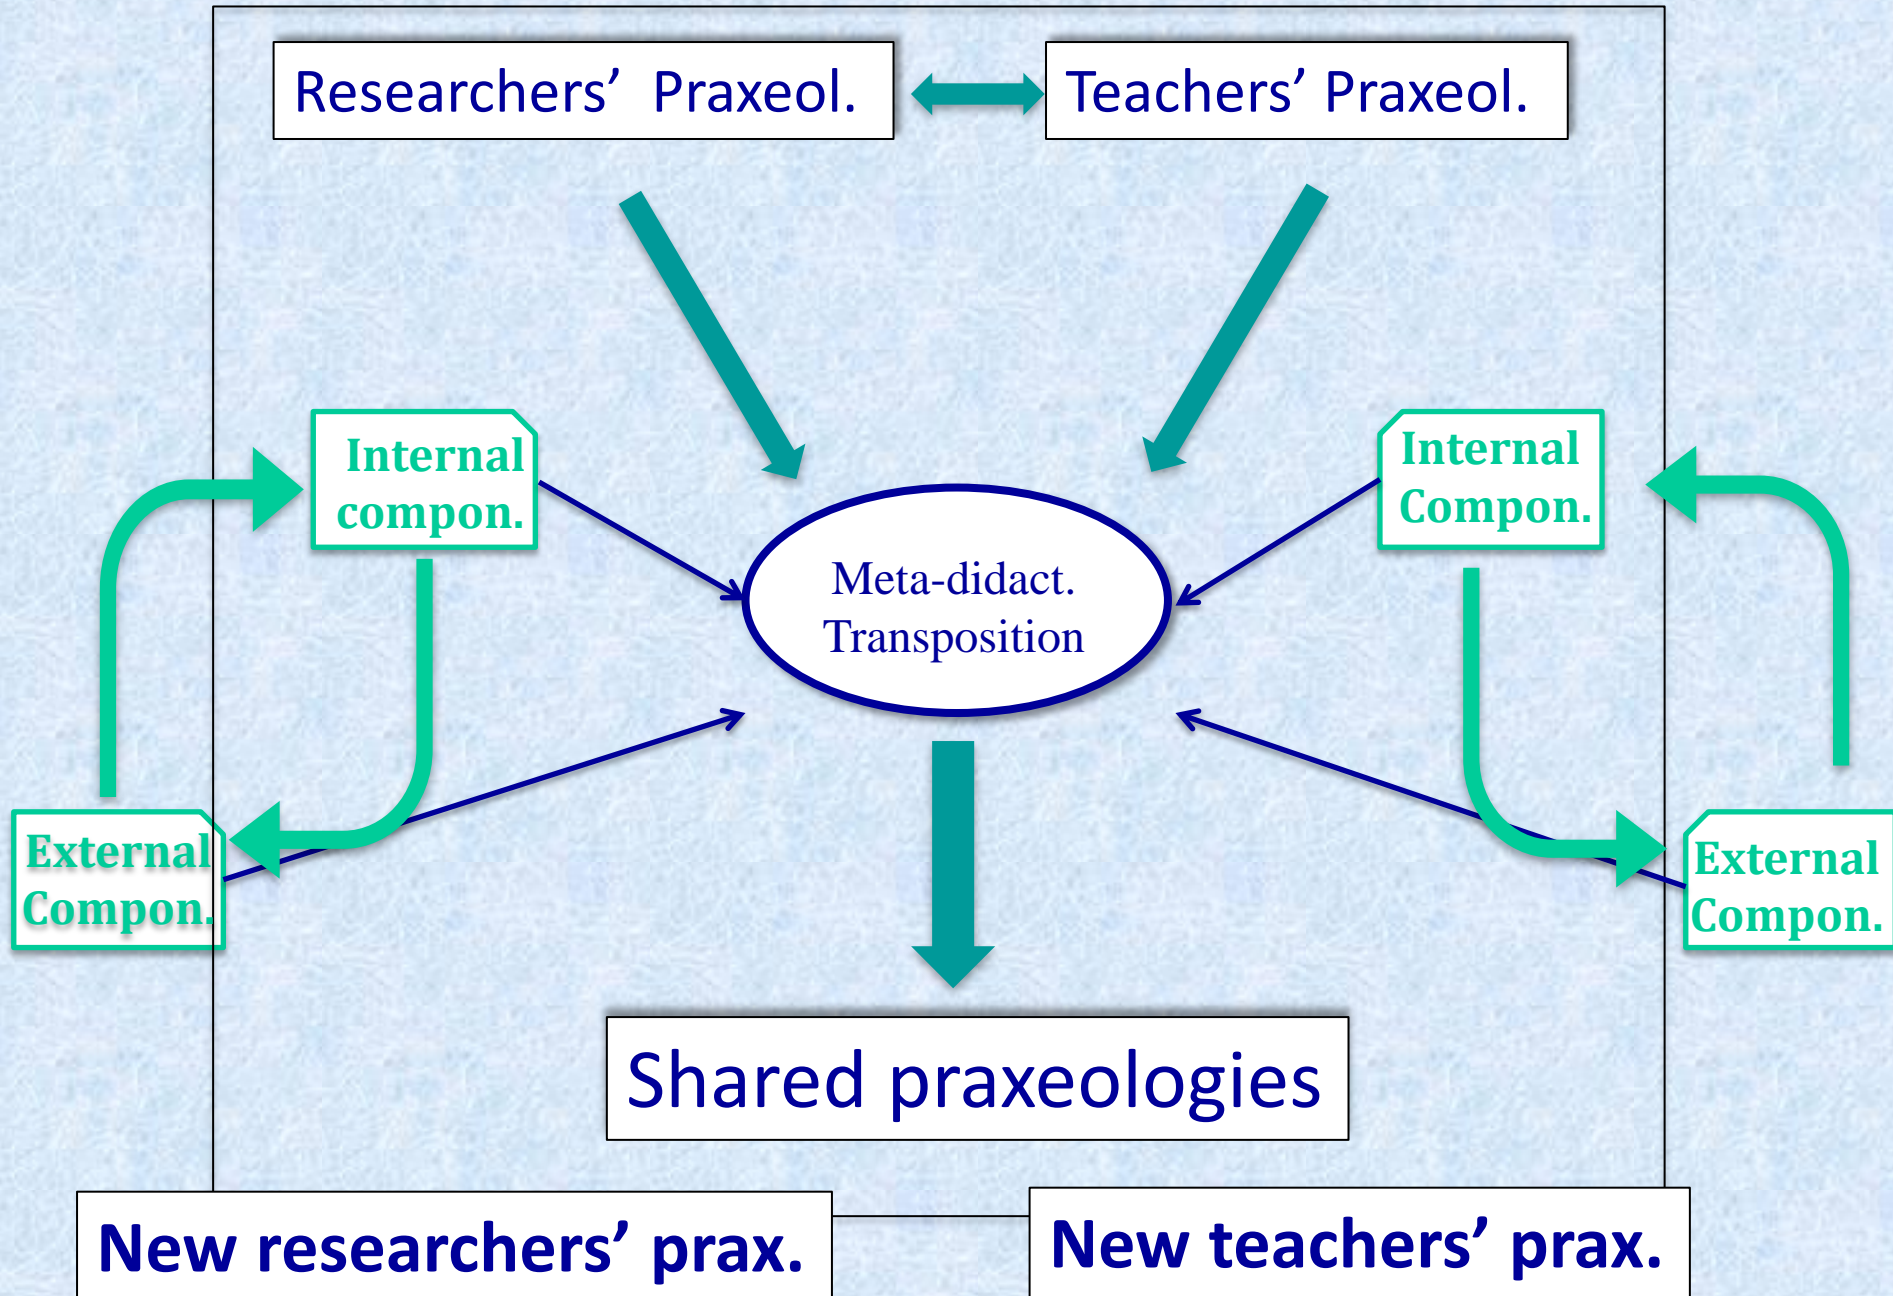 Researchers’ Praxeol.
Teachers’ Praxeol.
Internal
compon.
Internal
Compon.
Meta-didact.
Transposition
External
Compon.
External
Compon.
Shared praxeologies
New researchers’ prax.
New teachers’ prax.